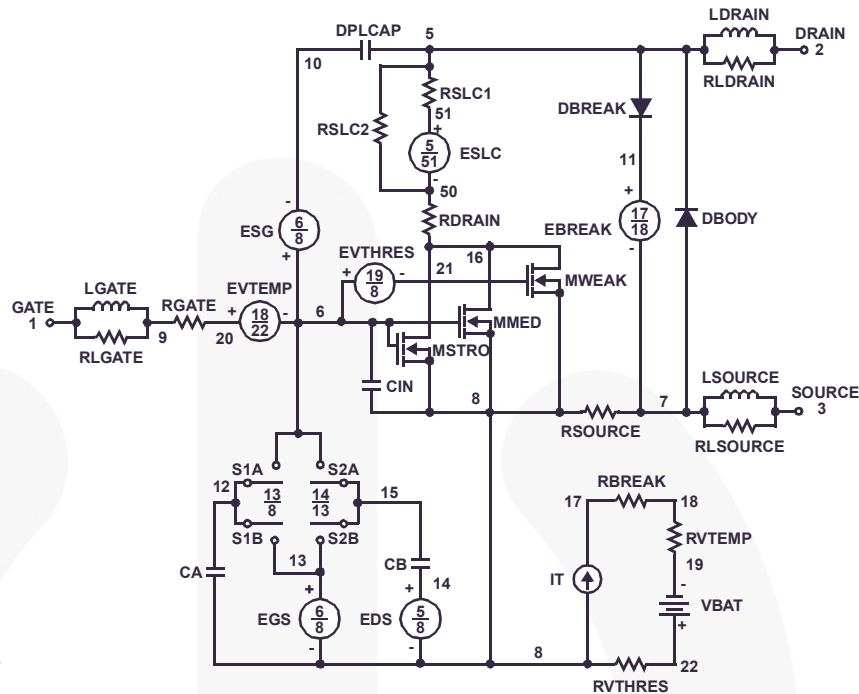 LDRAIN
DPLCAP
5
DRAIN
2
10
RLDRAIN
RSLC1
DBREAK
51
RSLC2
+
5
51
ESLC
-
11
50
-
+
6
8
ESG
RDRAIN
17
18
EBREAK
DBODY
+
EVTHRES
16
-
+
19
8
-
21
MWEAK
LGATE
EVTEMP
GATE
1
RGATE
+
18
22
-
6
MMED
9
20
MSTRO
RLGATE
LSOURCE
CIN
8
7
SOURCE
3
RSOURCE
RLSOURCE
S1A
S2A
12
13
8
14
13
15
RBREAK
17
18
S1B
S2B
RVTEMP
13
CB
19
CA
14
IT
-
+
+
VBAT
EGS
6
8
EDS
5
8
+
-
-
8
22
RVTHRES